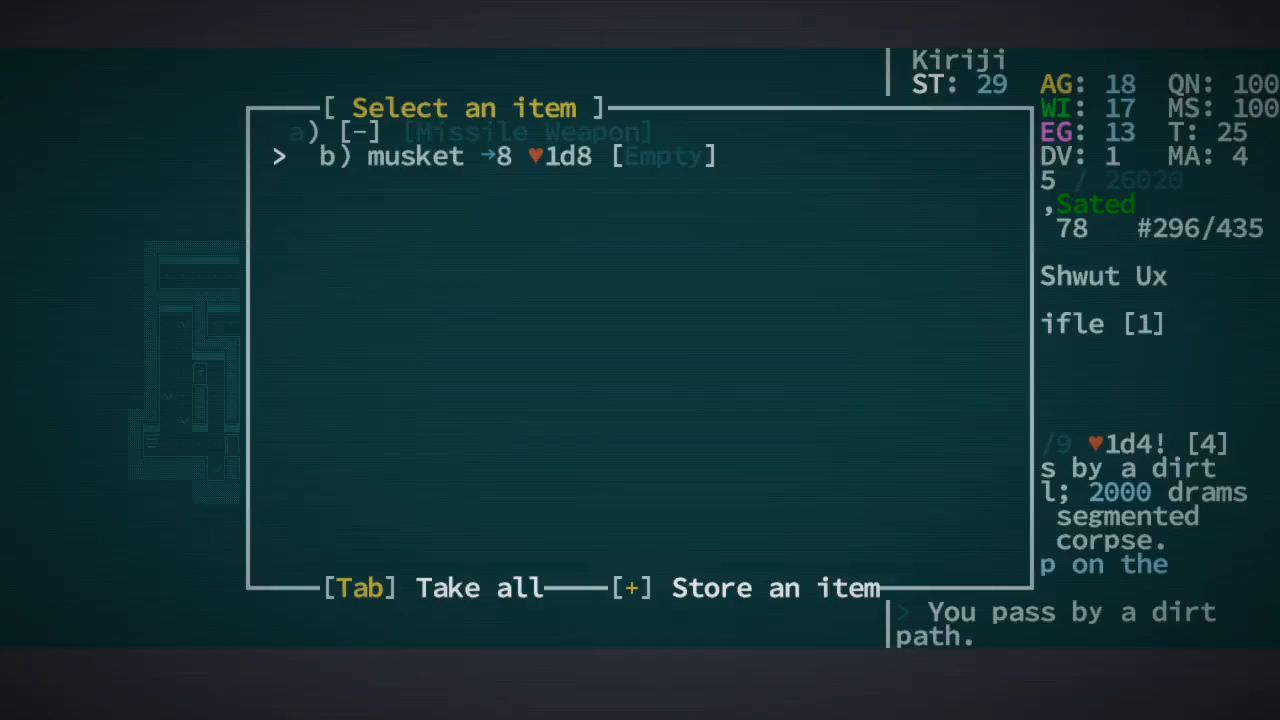 Kiriji
ST: 29 AG: 18 QN: 100
[ Select an item ]
WI: 17 MS: 100
a) [-] [Missile Weapon]
EG: 13 T: 25
> b) musket →8 ♥1d8 [Empty]
DV: 1 MA: 4
5 / 26020
,Sated
78 #296/435
Shwut Ux
ifle [1]
/9 ♥1d4! [4]
s by a dirt
l; 2000 drams
segmented
corpse.
p on the
[Tab] Take all [+] Store an item
> You pass by a dirt
path.